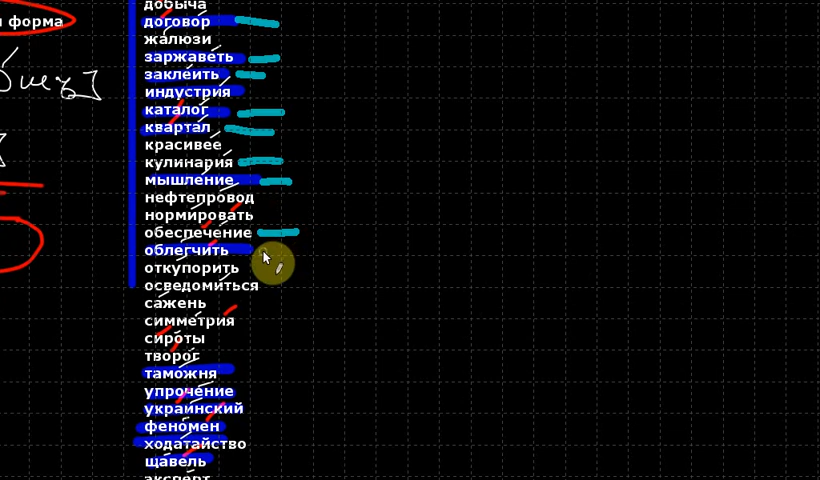 добыча
и форма
договор
жалюзи
заржаветь
заклеить
индустрия
каталог
квартал
красивее
кулинария
мышление
нефтепровод
нормировать
обеспечение
облегчить
откупорить
осведомиться
сажень
симметрия
сироты
творог
таможня
упрочение
украинский
феномен
ходатайство
щавель
эксперт